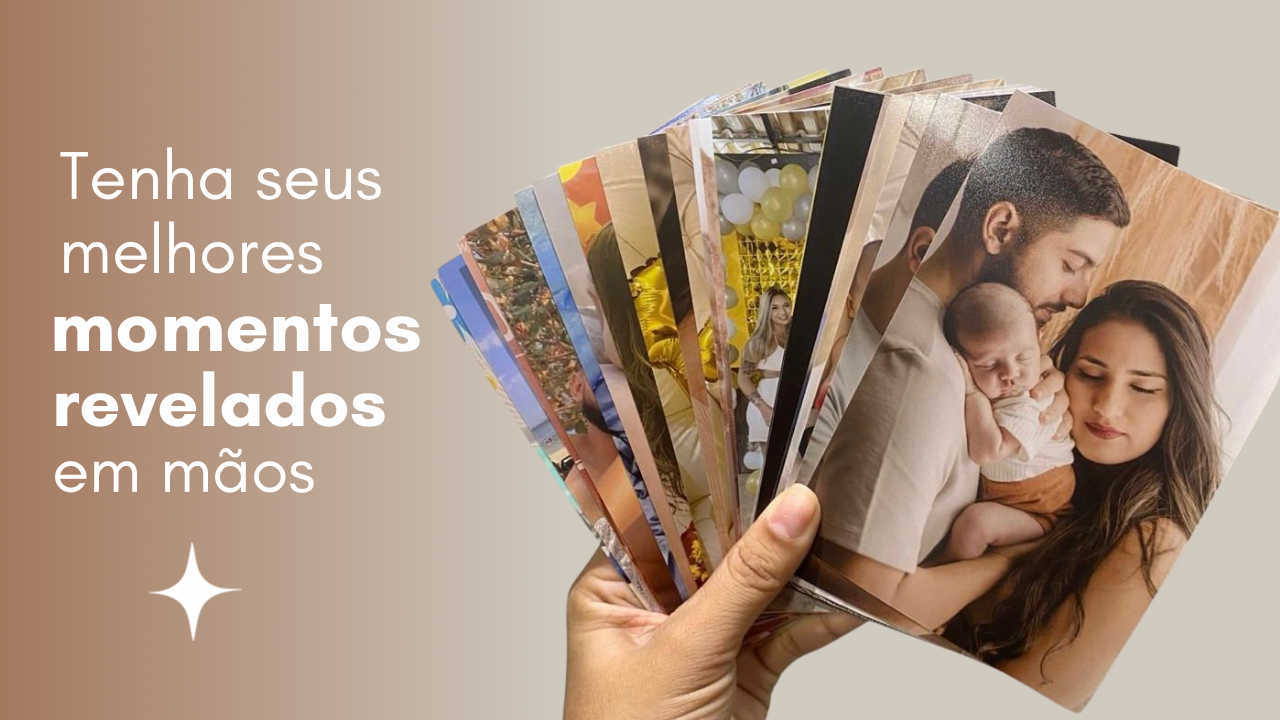 Tenha seus
melhores
momentos
revelados
em mãos